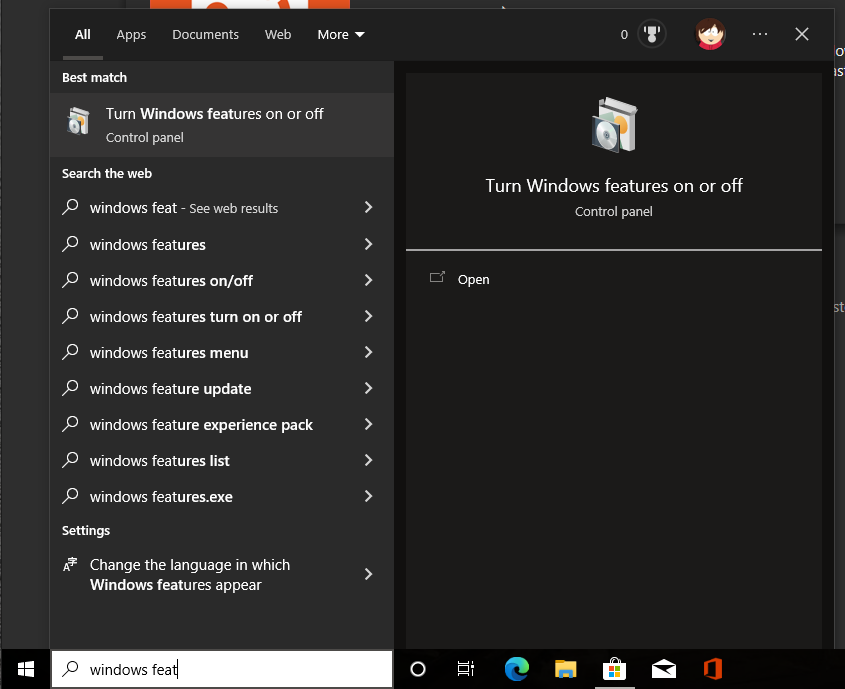 All Apps Documents Web More 0 ...
Best match
Turn Windows features on or off
Control panel
Search the web
windows feat - See web results
windows features
windows features on/off
windows features turn on or off
windows features menu
windows feature update
windows feature experience pack
windows features list
windows features.exe
Settings
Change the language in which
Windows features appear
Turn Windows features on or off
Control panel
Open
windows feat